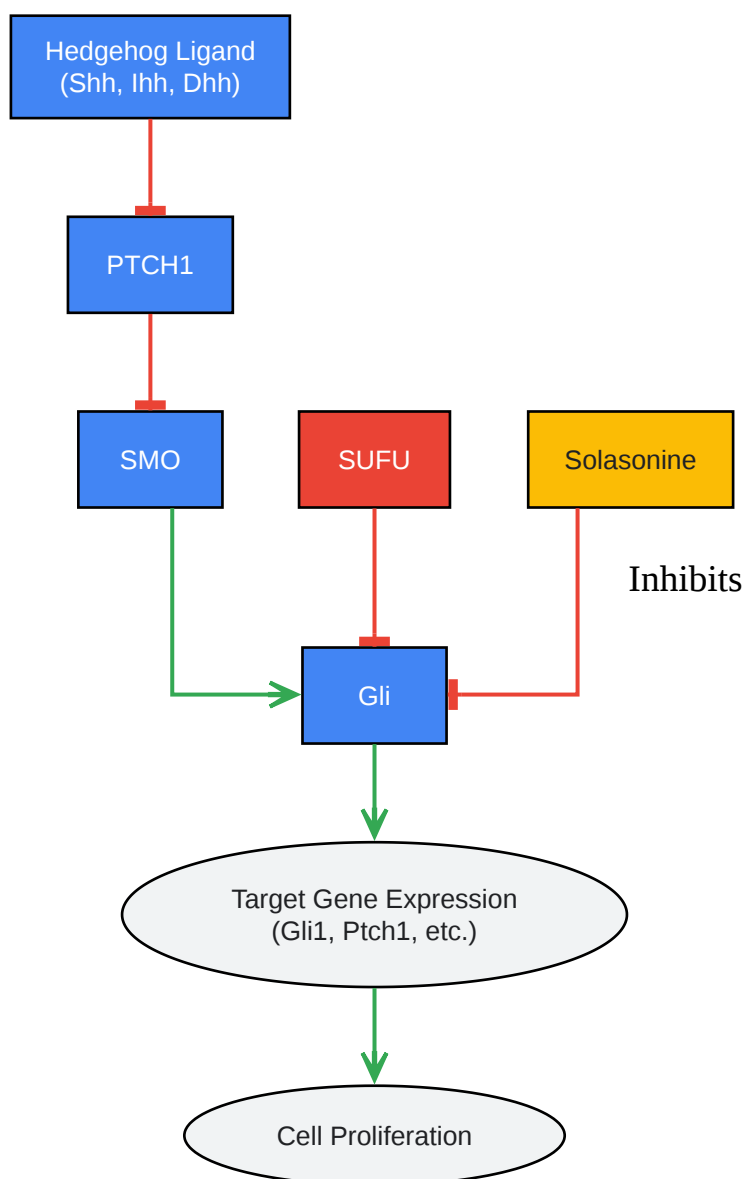 Hedgehog Ligand
(Shh, Ihh, Dhh)
PTCH1
SMO
SUFU
Solasonine
Inhibits
Gli
Target Gene Expression
(Gli1, Ptch1, etc.)
Cell Proliferation